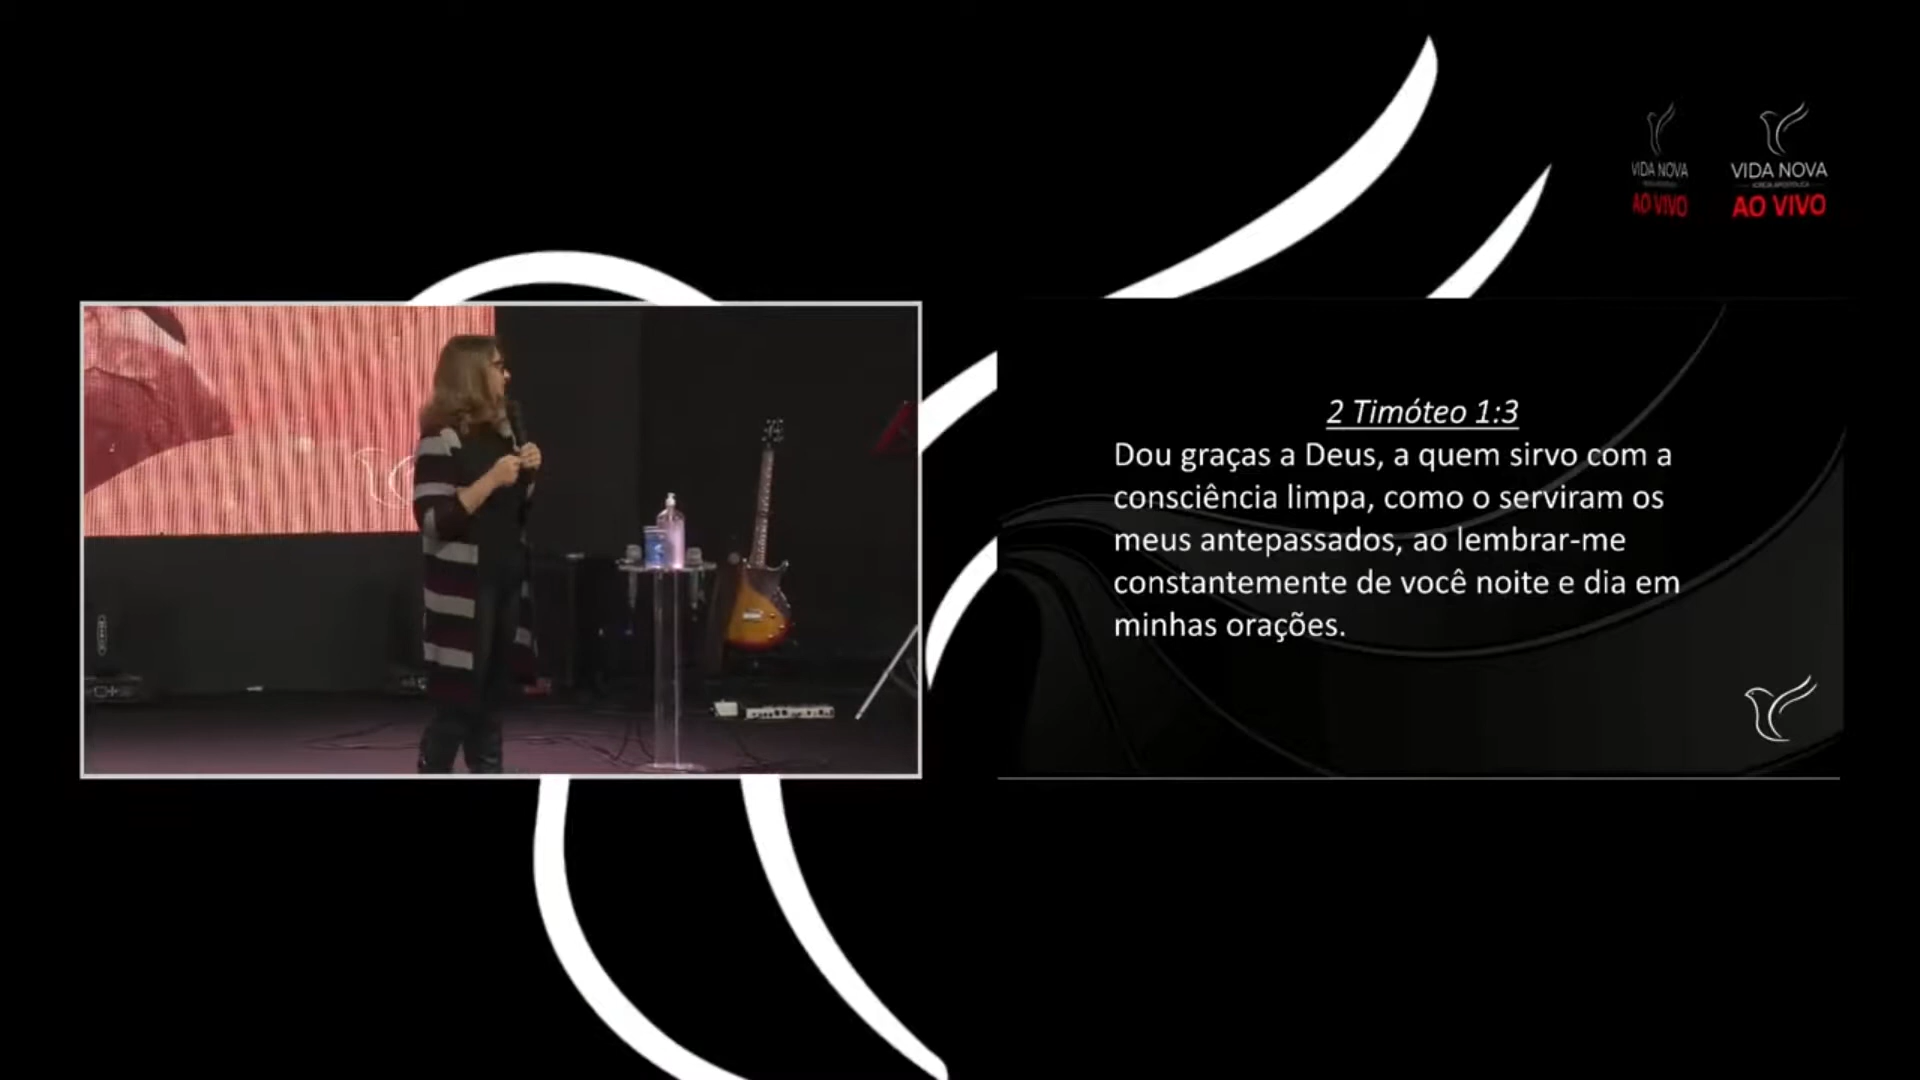 VIDA NOVA
AO VIVO
VIDA NOVA
AO VIVO
2 Timóteo 1:3
Dou graças a Deus, a quem sirvo com a
consciência limpa, como o serviram os
meus antepassados, ao lembrar-me
constantemente de você noite e dia em
minhas orações.